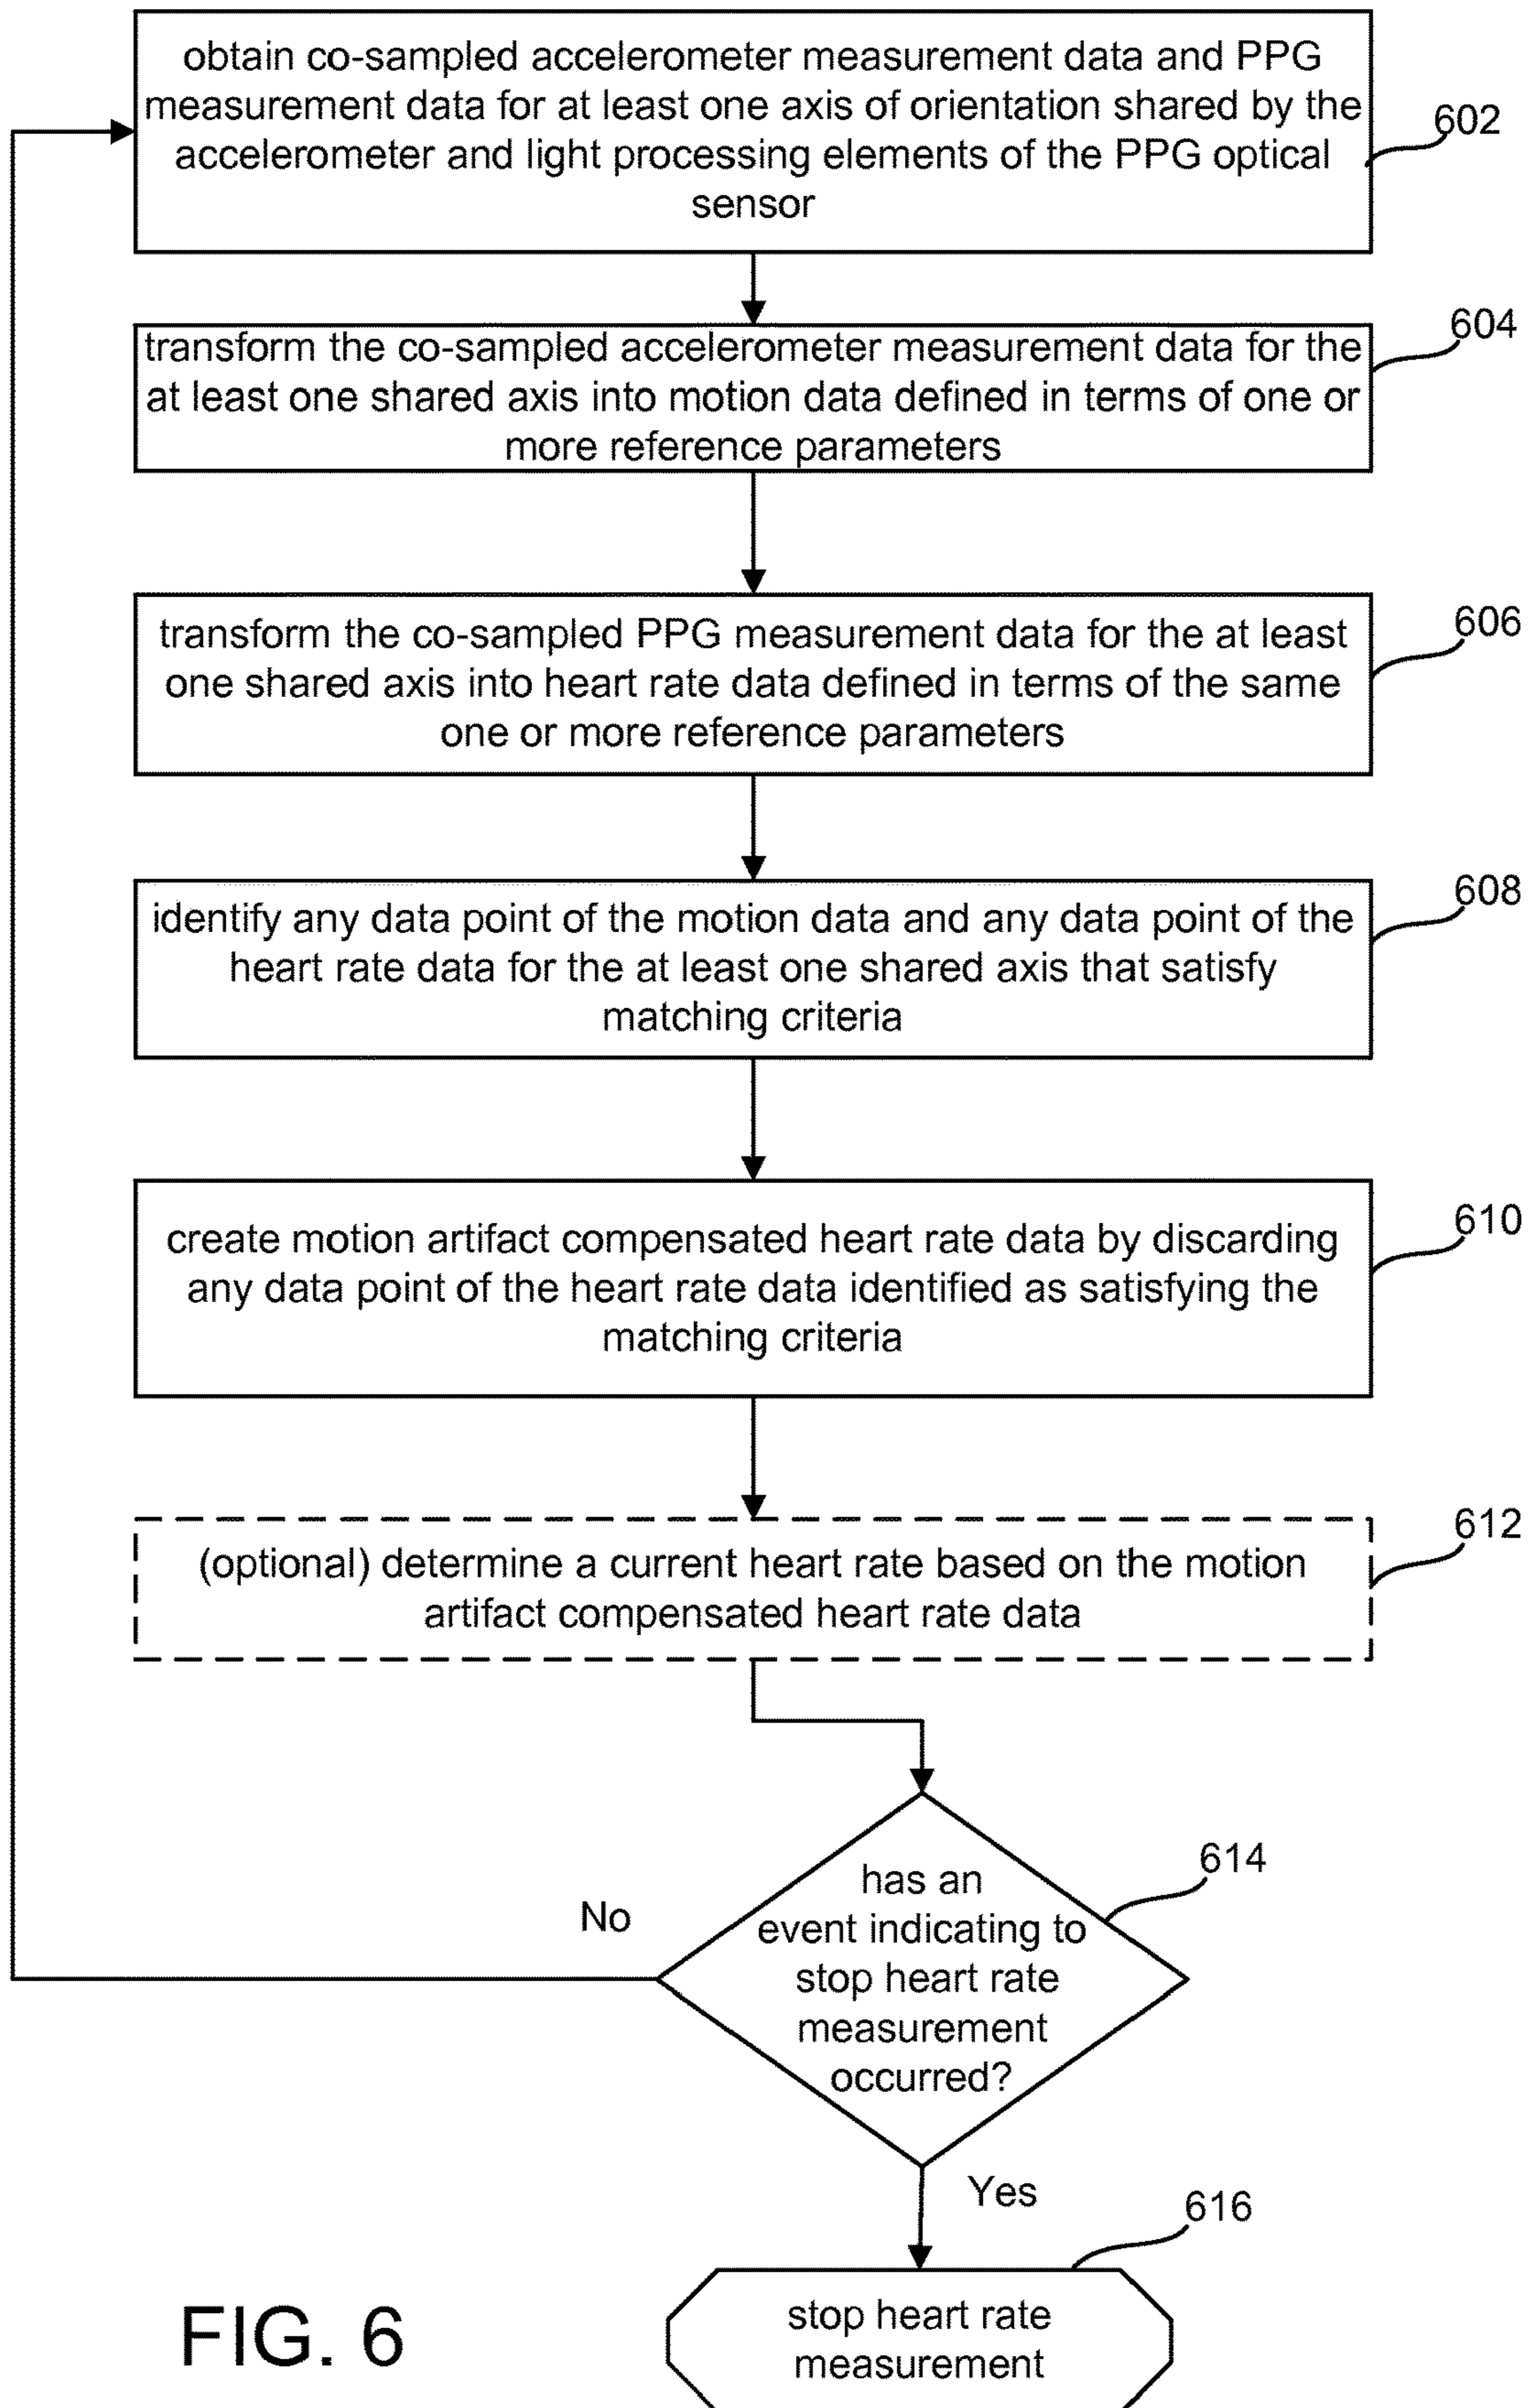 obtain co-sampled accelerometer measurement data and PPG
measurement data for at least one axis of orientation shared by the
accelerometer and light processing elements of the PPG optical
sensor
602
transform the co-sampled accelerometer measurement data for the
at least one shared axis into motion data defined in terms of one or
more reference parameters
604
transform the co-sampled PPG measurement data for the at least
one shared axis into heart rate data defined in terms of the same
one or more reference parameters
606
identify any data point of the motion data and any data point of the
heart rate data for the at least one shared axis that satisfy
matching criteria
608
create motion artifact compensated heart rate data by discarding
any data point of the heart rate data identified as satisfying the
matching criteria
610
(optional) determine a current heart rate based on the motion
artifact compensated heart rate data
612
has an
event indicating to
stop heart rate
measurement
occurred?
614
No
Yes
616
stop heart rate
measurement
FIG. 6